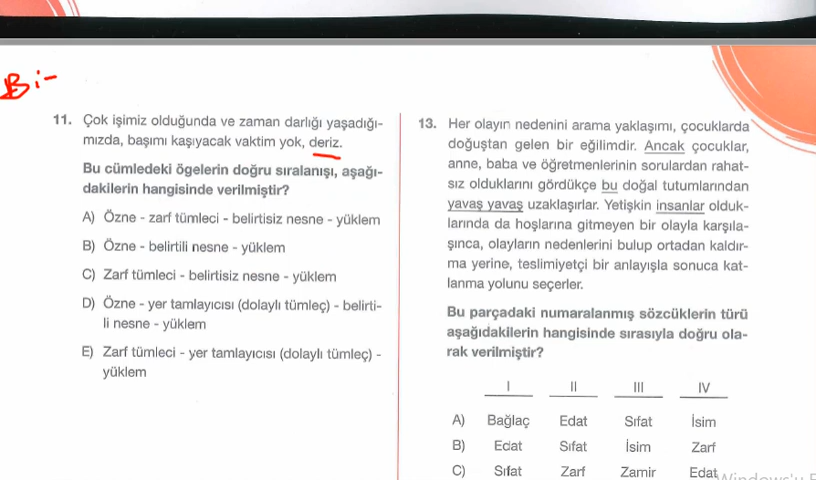 Bi-
11. Çok işimiz olduğunda ve zaman darlığı yaşadığı-
mızda, başımı kaşıyacak vaktim yok, deriz.
Bu cümledeki ögelerin doğru sıralanışı, aşağı-
dakilerin hangisinde verilmiştir?
A) Özne - zarf tümleci - belirtisiz nesne - yüklem
B) Özne - belirtili nesne - yüklem
C) Zarf tümleci - belirtisiz nesne - yüklem
D) Özne - yer tamlayıcısı (dolaylı tümleç) - belirti-
li nesne - yüklem
E) Zarf tümleci - yer tamlayıcısı (dolaylı tümleç) -
yüklem
13. Her olayın nedenini arama yaklaşımı, çocuklarda
doğuştan gelen bir eğilimdir. Ancak çocuklar,
anne, baba ve öğretmenlerinin sorulardan rahat-
sız olduklarını gördükçe bu doğal tutumlarından
yavaş yavaş uzaklaşırlar. Yetişkin insanlar olduk-
larında da hoşlarına gitmeyen bir olayla karşıla-
şınca, olayların nedenlerini bulup ortadan kaldır-
ma yerine, teslimiyetçi bir anlayışla sonuca kat-
lanma yolunu seçerler.
Bu parçadaki numaralanmış sözcüklerin türü
aşağıdakilerin hangisinde sırasıyla doğru ola-
rak verilmiştir?
I II III IV
A) Bağlaç Edat Sıfat İsim
B) Edat Sıfat İsim Zarf
C) Sıfat Zarf Zamir Edat